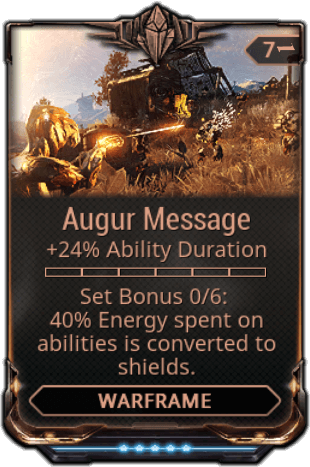 7
Augur Message
+24% Ability Duration
Set Bonus 0/6:
40% Energy spent on
abilities is converted to
shields.
WARFRAME